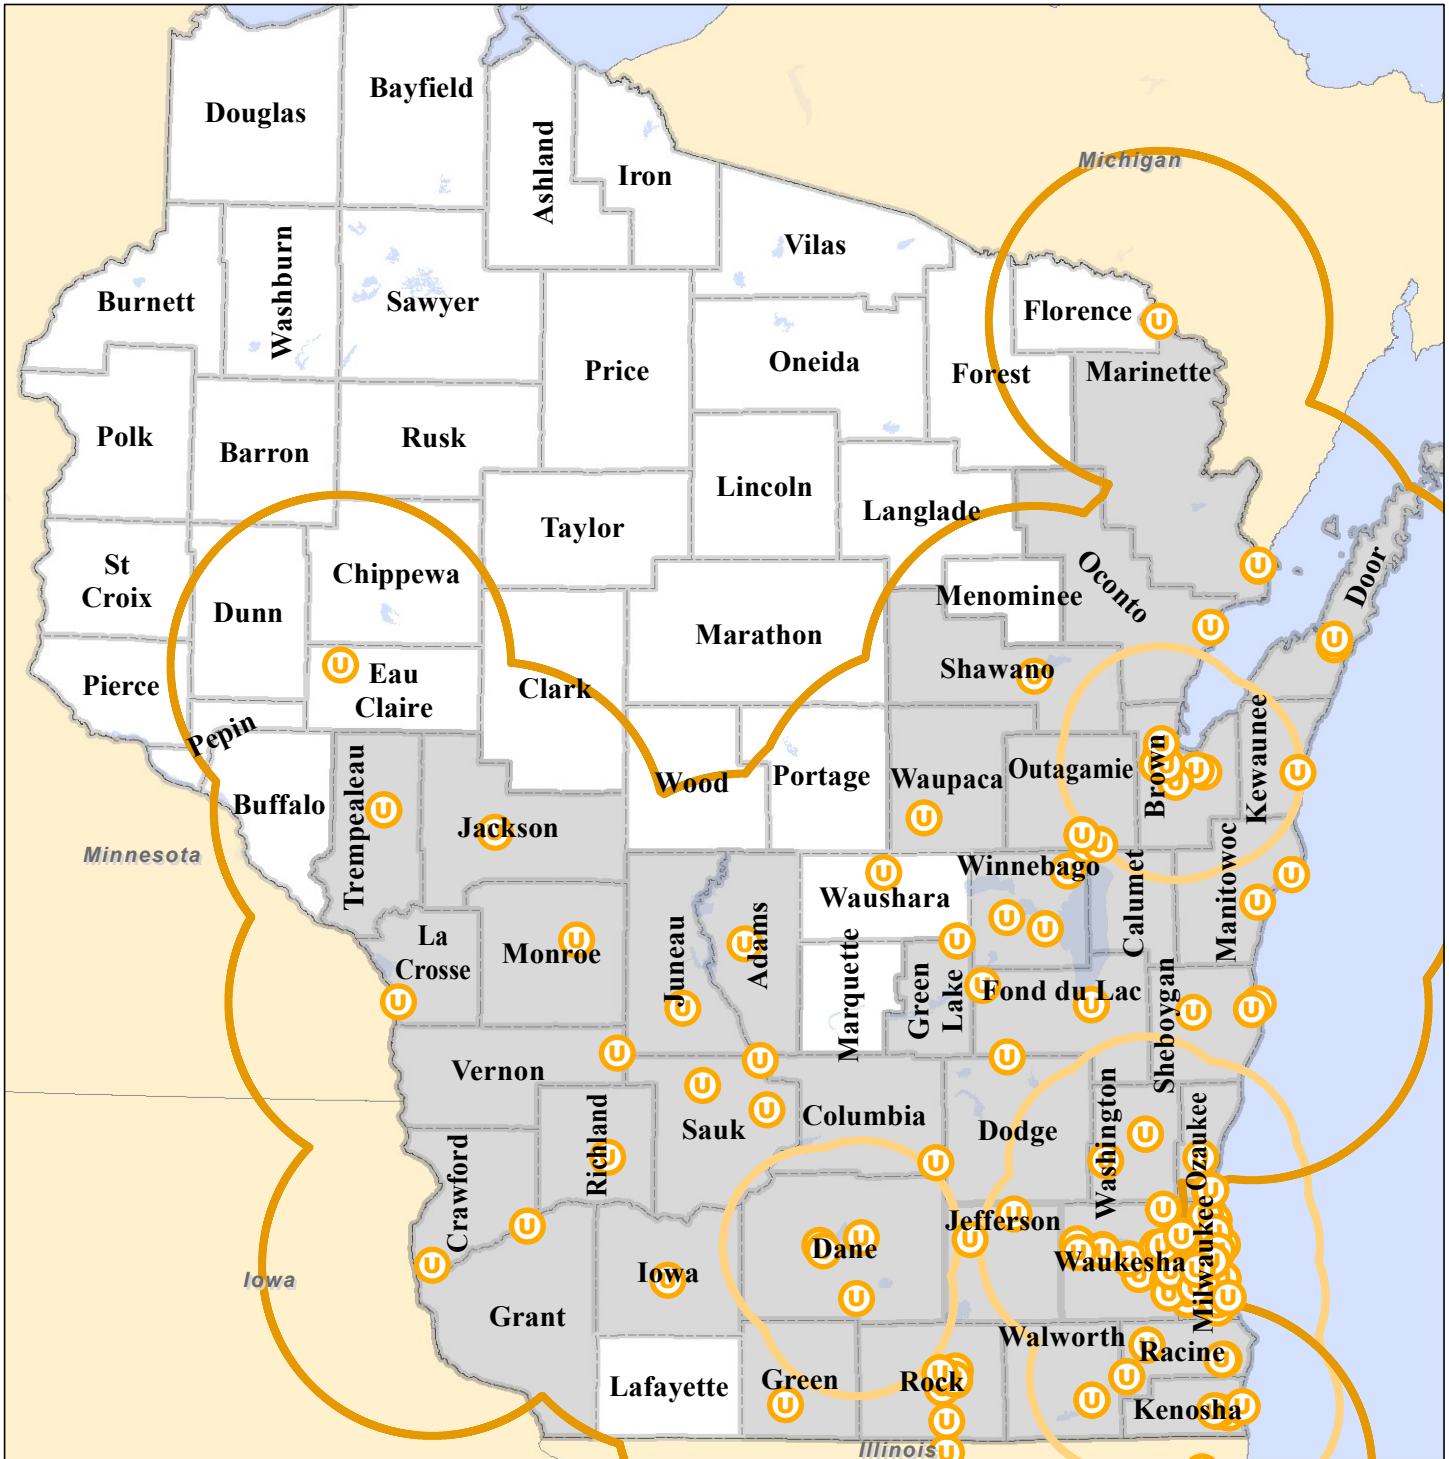 Bayfield
Douglas
Ashland
Michigan
Iron
Vilas
Washburn
Burnett
Sawyer
Florence
U
Price
Oneida
Forest
Marinette
Polk
Barron
Rusk
Lincoln
Langlade
Taylor
St
Croix
Chippewa
Oconto
U
Door
Menominee
Dunn
Marathon
U
U
Shawano
U
U
Eau
Claire
Pierce
Clark
Pepin
Wood
Portage
Waupaca
U
Outagamie
Brown
U
U
U
U
Kewaunee
U
Buffalo
Trempealeau
U
Jackson
U
Minnesota
U
U
Winnebago
U
Calumet
Manitowoc
U
U
Waushara
U
La
Crosse
U
Monroe
U
Juneau
U
Adams
U
Marquette
Green
Lake
U
U
U
U
Fond du Lac
U
Sheboygan
U
U
Vernon
U
U
U
Sauk
U
Columbia
U
U
Dodge
Washington
U
U
Ozaukee
U
U
Crawford
U
U
Richland
U
Iowa
Iowa
U
Dane
U
U
U
Jefferson
U
U
Waukesha
U
U
U
U
Milwaukee
U
Grant
Lafayette
Green
U
Rock
U
U
U
U
Walworth
U
U
U
Racine
U
Kenosha
U
U
Illinois